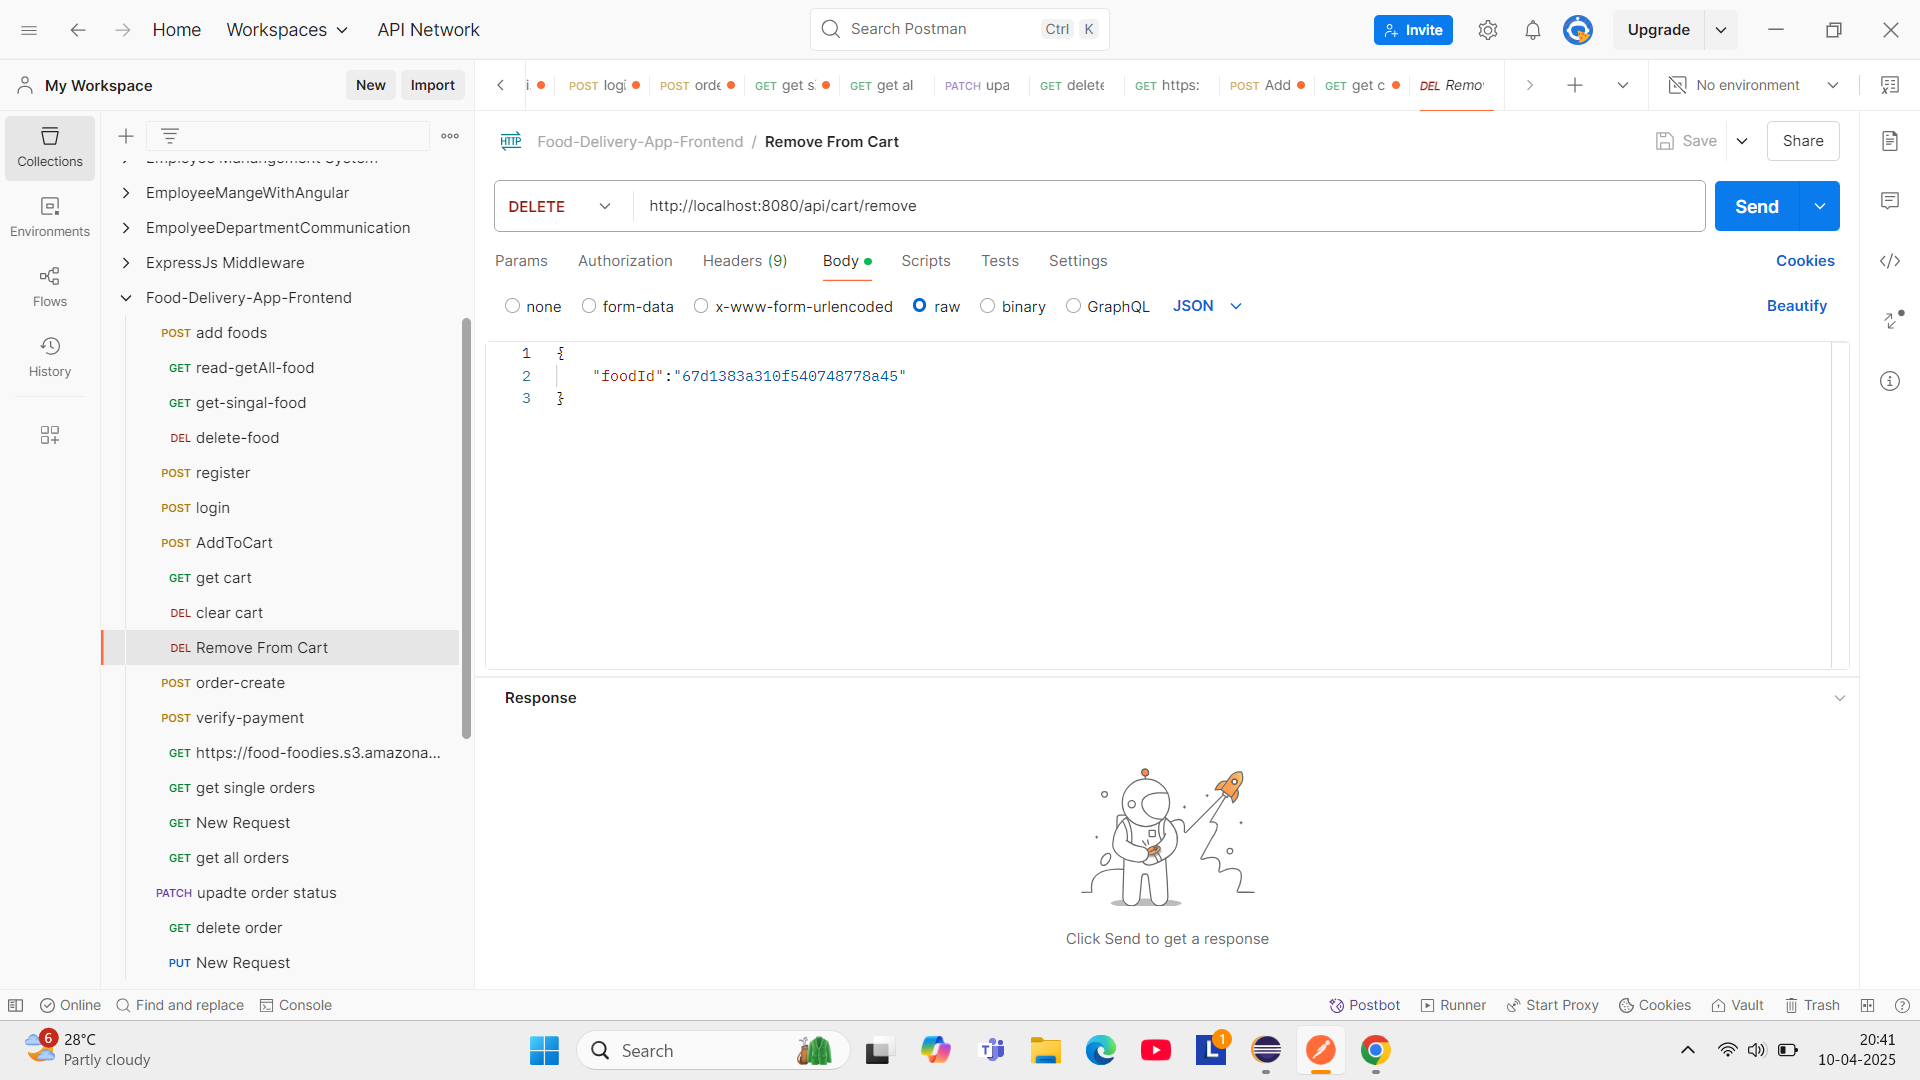 Home Workspaces API Network
Search Postman Ctrl K
Invite Upgrade
My Workspace New Import
POST logi POST orde GET get s GET get al PATCH upa GET delete GET https: POST Add GET get c DEL Remov
No environment
Collections
Environments
Flows
History
EmployeeMangeWithAngular
EmpolyeeDepartmentCommunication
ExpressJs Middleware
Food-Delivery-App-Frontend
POST add foods
GET read-getAll-food
GET get-singal-food
DEL delete-food
POST register
POST login
POST AddToCart
GET get cart
DEL clear cart
DEL Remove From Cart
POST order-create
POST verify-payment
GET https://food-foodies.s3.amazona...
GET get single orders
GET New Request
GET get all orders
PATCH upadte order status
GET delete order
PUT New Request
HTTP Food-Delivery-App-Frontend / Remove From Cart
Save Share
DELETE http://localhost:8080/api/cart/remove Send
Params Authorization Headers (9) Body Scripts Tests Settings Cookies
none form-data x-www-form-urlencoded raw binary GraphQL JSON Beautify
1 {
2 "foodId":"67d1383a310f540748778a45"
3 }
Response
Click Send to get a response
Online Find and replace Console
Postbot Runner Start Proxy Cookies Vault Trash
6 28°C
Partly cloudy
Search
L 1
20:41
10-04-2025